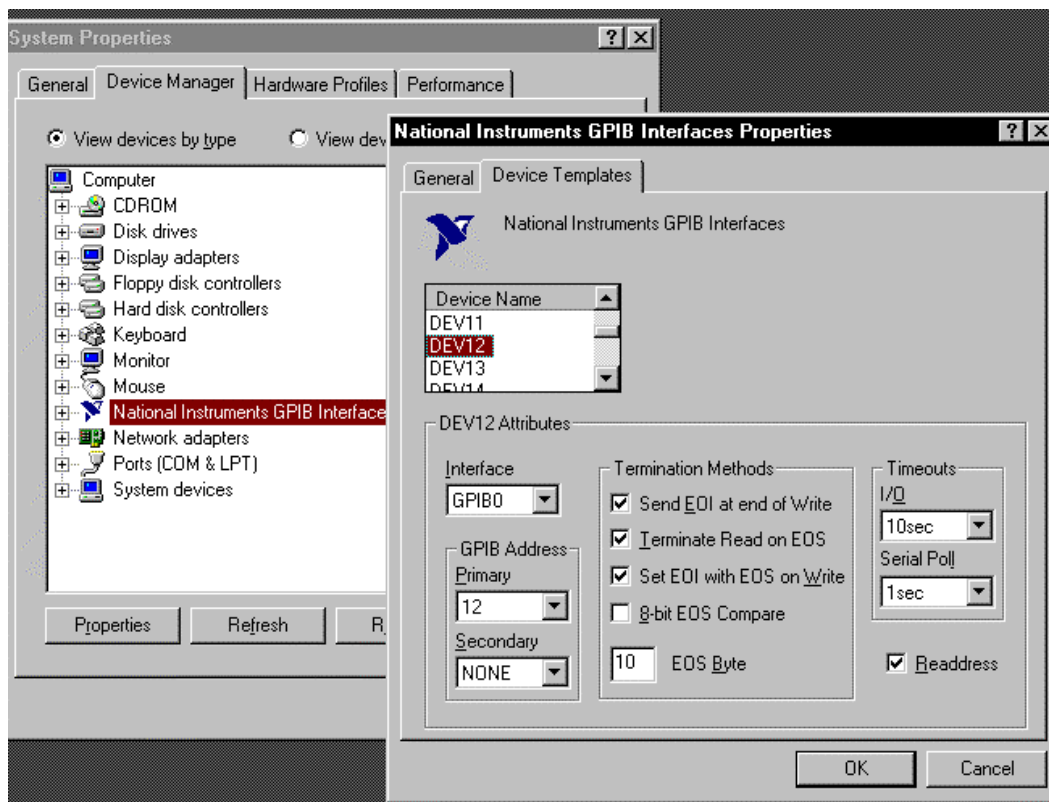 System Properties
General Device Manager Hardware Profiles Performance
View devices by type View dev
Computer
CDROM
Disk drives
Display adapters
Floppy disk controllers
Hard disk controllers
Keyboard
Monitor
Mouse
National Instruments GPIB Interface
Network adapters
Ports (COM & LPT)
System devices
Properties Refresh R
National Instruments GPIB Interfaces Properties
General Device Templates
National Instruments GPIB Interfaces
Device Name
DEV11
DEV12
DEV13
DEV14
DEV12 Attributes
Interface
GPIB0
GPIB Address
Primary
12
Secondary
NONE
Termination Methods
Send EOI at end of Write
Terminate Read on EOS
Set EOI with EOS on Write
8-bit EOS Compare
10 EOS Byte
Timeouts
I/O
10sec
Serial Poll
1sec
Readdress
OK Cancel